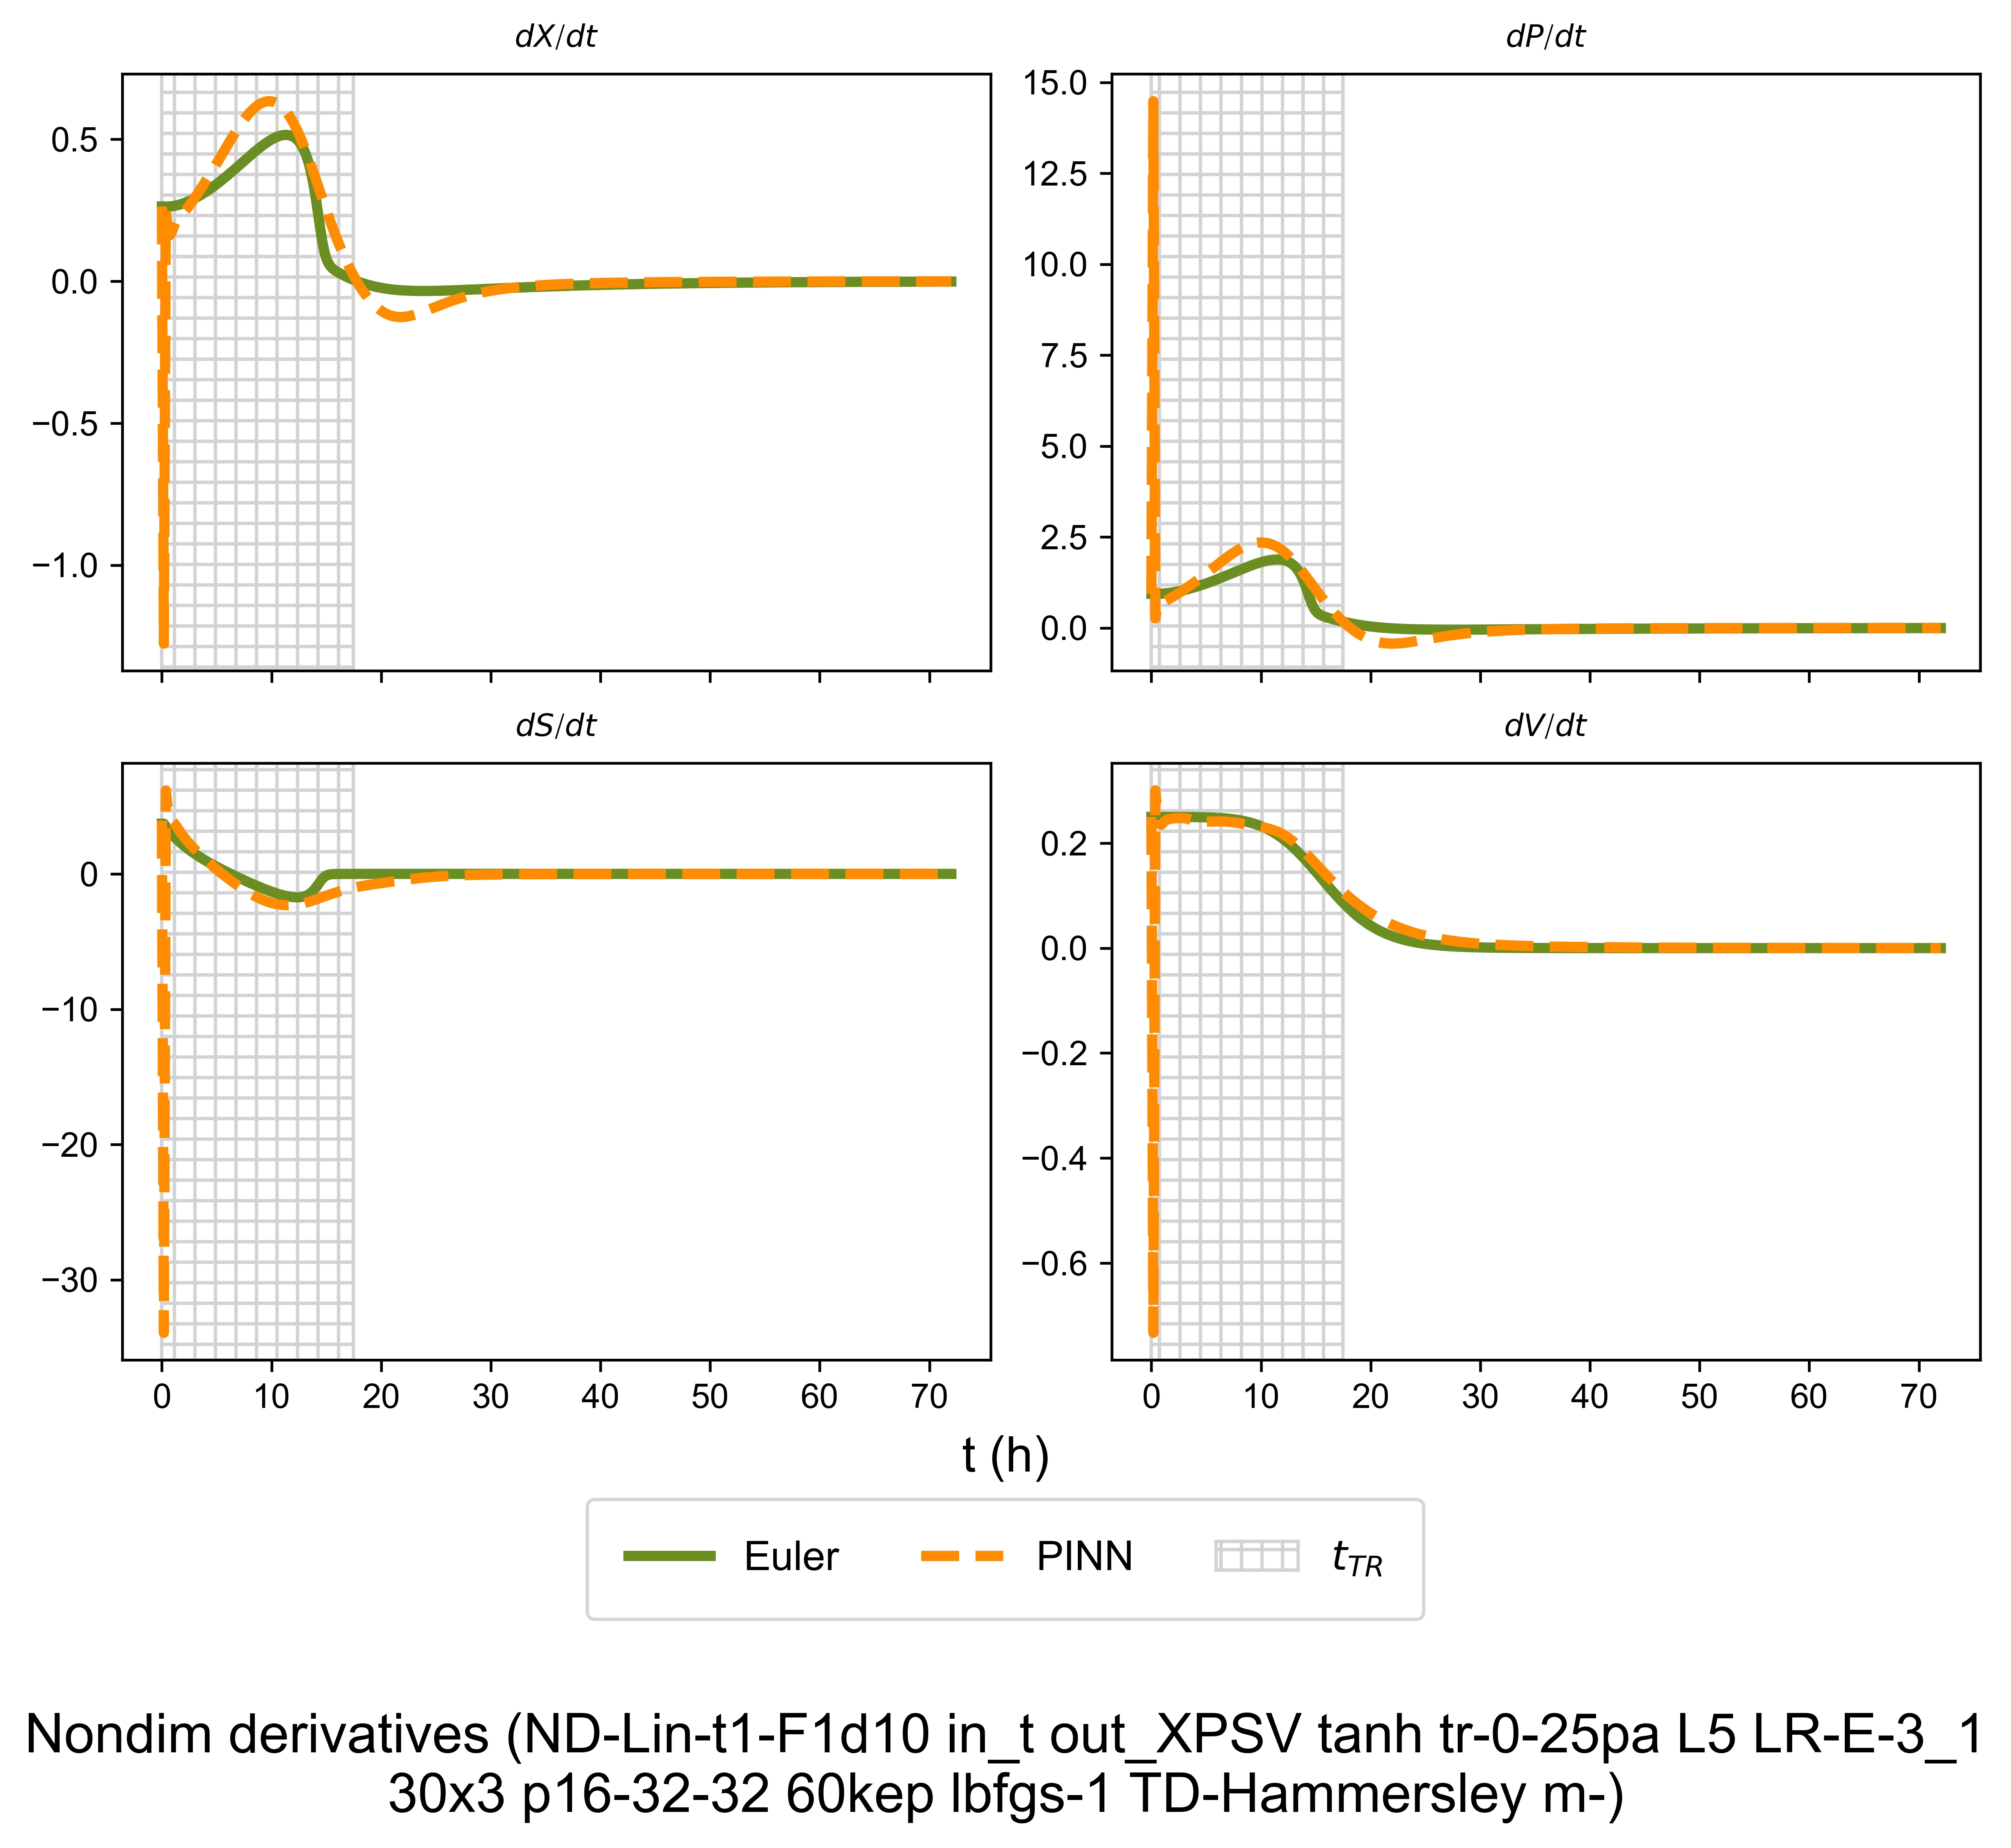 dX/dt
dP/dt
0.5
0.0
−0.5
−1.0
15.0
12.5
10.0
7.5
5.0
2.5
0.0
dS/dt
dV/dt
0
−10
−20
−30
0.2
0.0
−0.2
−0.4
−0.6
0 10 20 30 40 50 60 70
0 10 20 30 40 50 60 70
t (h)
Euler PINN t_TR
Nondim derivatives (ND-Lin-t1-F1d10 in_t out_XPSV tanh tr-0-25pa L5 LR-E-3_1
30x3 p16-32-32 60kep lbfgs-1 TD-Hammersley m-)